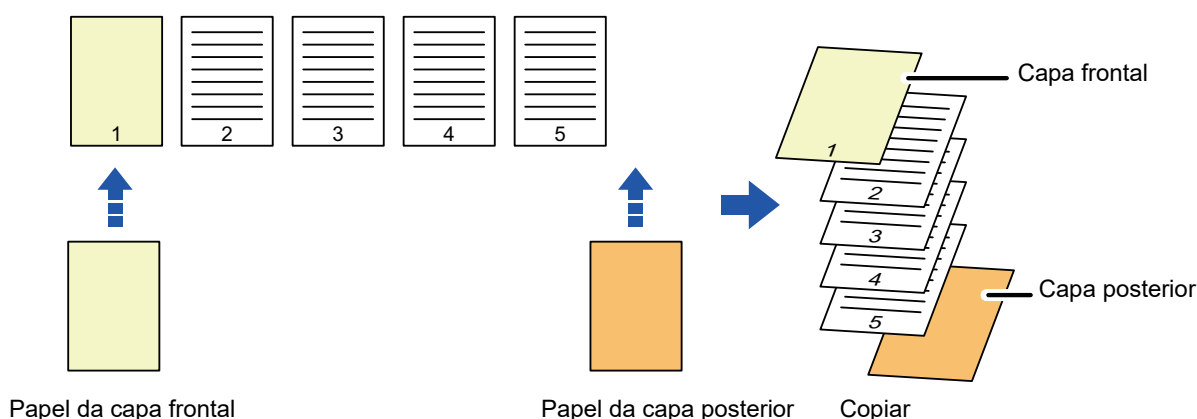 1 2 3 4 5
Capa frontal
1
2
3
4
5
Capa posterior
Papel da capa frontal
Papel da capa posterior
Copiar